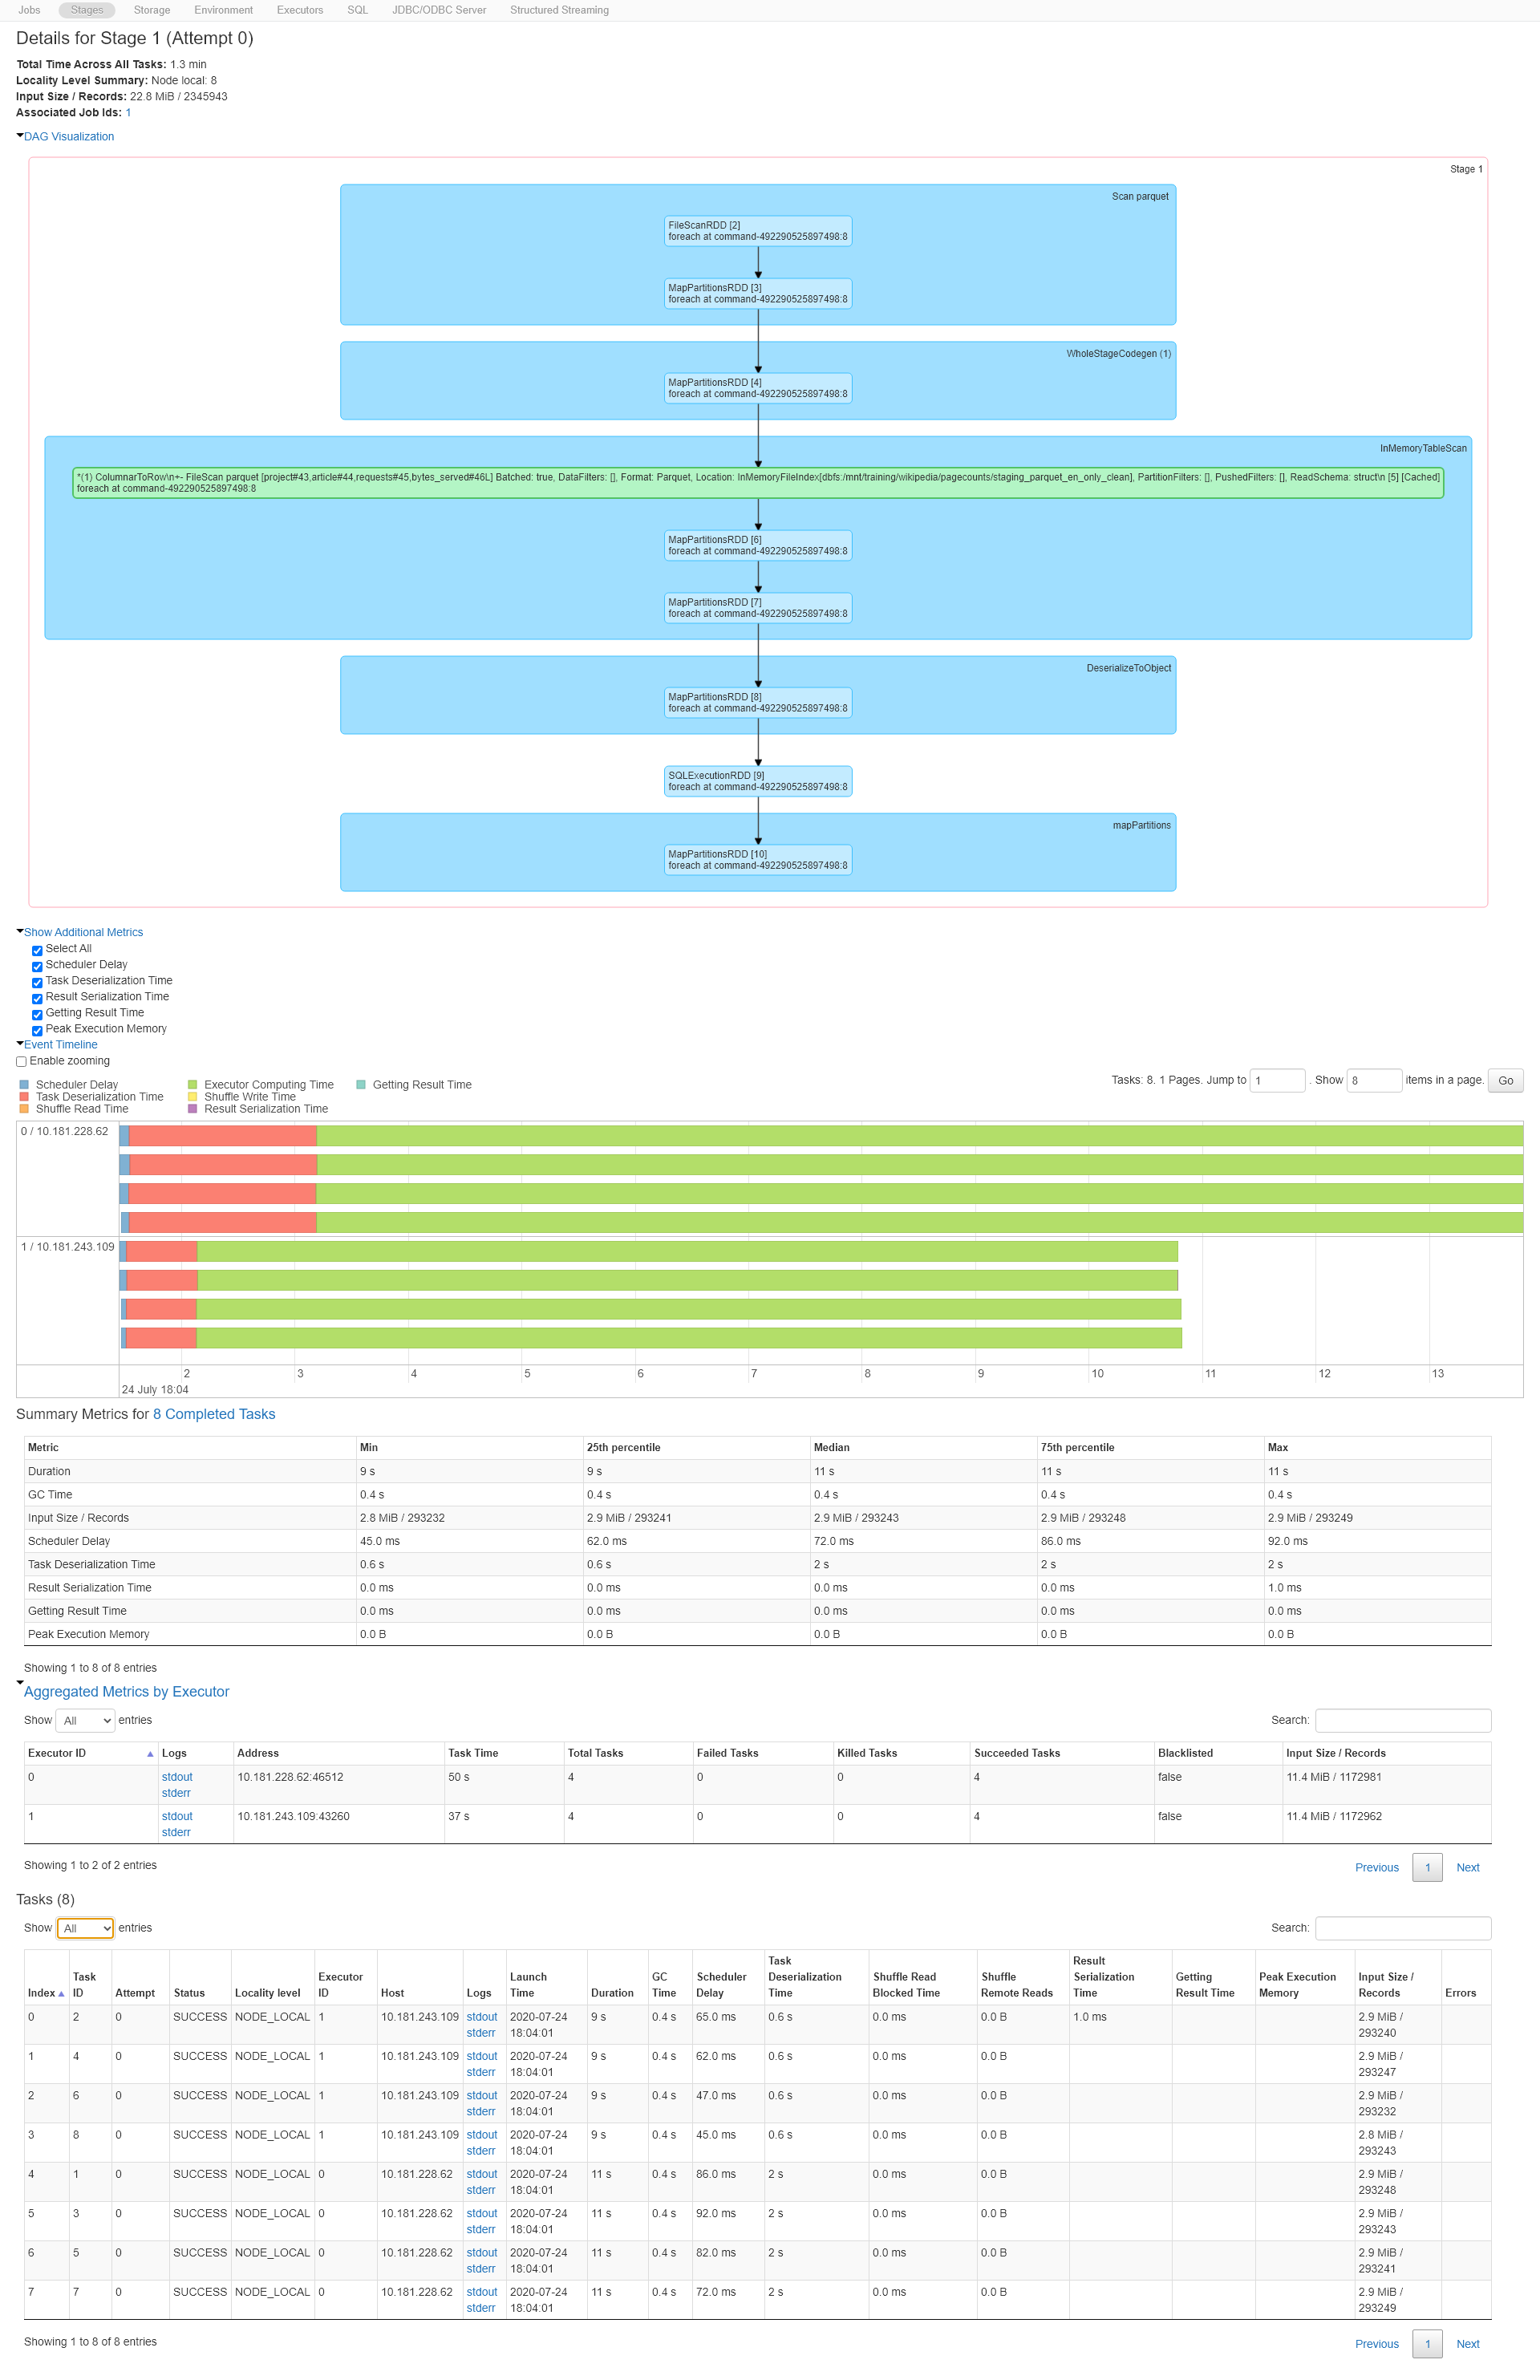 Jobs Stages Storage Environment Executors SQL JDBC/ODBC Server Structured Streaming
Details for Stage 1 (Attempt 0)
Total Time Across All Tasks: 1.3 min
Locality Level Summary: Node local: 8
Input Size / Records: 22.8 MiB / 2345943
Associated Job Ids: 1
DAG Visualization
Stage 1
Scan parquet
FileScanRDD [2]
foreach at command-492290525897498:8
MapPartitionsRDD [3]
foreach at command-492290525897498:8
WholeStageCodegen (1)
MapPartitionsRDD [4]
foreach at command-492290525897498:8
InMemoryTableScan
*(1) ColumnarToRow\n+- FileScan parquet [project#43,article#44,requests#45,bytes_served#46L] Batched: true, DataFilters: [], Format: Parquet, Location: InMemoryFileIndex[dbfs:/mnt/training/wikipedia/pagecounts/staging_parquet_en_only_clean], PartitionFilters: [], PushedFilters: [], ReadSchema: struct\n [5] [Cached]
foreach at command-492290525897498:8
MapPartitionsRDD [6]
foreach at command-492290525897498:8
MapPartitionsRDD [7]
foreach at command-492290525897498:8
DeserializeToObject
MapPartitionsRDD [8]
foreach at command-492290525897498:8
SQLExecutionRDD [9]
foreach at command-492290525897498:8
mapPartitions
MapPartitionsRDD [10]
foreach at command-492290525897498:8
Show Additional Metrics
Select All
Scheduler Delay
Task Deserialization Time
Result Serialization Time
Getting Result Time
Peak Execution Memory
Event Timeline
Enable zooming
Tasks: 8. 1 Pages. Jump to 1 . Show 8 items in a page. Go
Scheduler Delay Executor Computing Time Getting Result Time
Task Deserialization Time Shuffle Write Time
Shuffle Read Time Result Serialization Time
0 / 10.181.228.62
1 / 10.181.243.109
2 3 4 5 6 7 8 9 10 11 12 13
24 July 18:04
Summary Metrics for 8 Completed Tasks
Metric Min 25th percentile Median 75th percentile Max
Duration 9 s 9 s 11 s 11 s 11 s
GC Time 0.4 s 0.4 s 0.4 s 0.4 s 0.4 s
Input Size / Records 2.8 MiB / 293232 2.9 MiB / 293241 2.9 MiB / 293243 2.9 MiB / 293248 2.9 MiB / 293249
Scheduler Delay 45.0 ms 62.0 ms 72.0 ms 86.0 ms 92.0 ms
Task Deserialization Time 0.6 s 0.6 s 2 s 2 s 2 s
Result Serialization Time 0.0 ms 0.0 ms 0.0 ms 0.0 ms 1.0 ms
Getting Result Time 0.0 ms 0.0 ms 0.0 ms 0.0 ms 0.0 ms
Peak Execution Memory 0.0 B 0.0 B 0.0 B 0.0 B 0.0 B
Showing 1 to 8 of 8 entries
Aggregated Metrics by Executor
Show All entries Search:
Executor ID Logs Address Task Time Total Tasks Failed Tasks Killed Tasks Succeeded Tasks Blacklisted Input Size / Records
0 stdout 10.181.228.62:46512 50 s 4 0 0 4 false 11.4 MiB / 1172981
stderr
1 stdout 10.181.243.109:43260 37 s 4 0 0 4 false 11.4 MiB / 1172962
stderr
Showing 1 to 2 of 2 entries Previous 1 Next
Tasks (8)
Show All entries Search:
Task Result
Task Executor Launch GC Scheduler Deserialization Shuffle Read Shuffle Serialization Getting Peak Execution Input Size /
Index ID Attempt Status Locality level ID Host Logs Time Duration Time Delay Time Blocked Time Remote Reads Time Result Time Memory Records Errors
0 2 0 SUCCESS NODE_LOCAL 1 10.181.243.109 stdout 2020-07-24 9 s 0.4 s 65.0 ms 0.6 s 0.0 ms 0.0 B 1.0 ms 2.9 MiB /
stderr 18:04:01 293240
1 4 0 SUCCESS NODE_LOCAL 1 10.181.243.109 stdout 2020-07-24 9 s 0.4 s 62.0 ms 0.6 s 0.0 ms 0.0 B 2.9 MiB /
stderr 18:04:01 293247
2 6 0 SUCCESS NODE_LOCAL 1 10.181.243.109 stdout 2020-07-24 9 s 0.4 s 47.0 ms 0.6 s 0.0 ms 0.0 B 2.9 MiB /
stderr 18:04:01 293232
3 8 0 SUCCESS NODE_LOCAL 1 10.181.243.109 stdout 2020-07-24 9 s 0.4 s 45.0 ms 0.6 s 0.0 ms 0.0 B 2.8 MiB /
stderr 18:04:01 293243
4 1 0 SUCCESS NODE_LOCAL 0 10.181.228.62 stdout 2020-07-24 11 s 0.4 s 86.0 ms 2 s 0.0 ms 0.0 B 2.9 MiB /
stderr 18:04:01 293248
5 3 0 SUCCESS NODE_LOCAL 0 10.181.228.62 stdout 2020-07-24 11 s 0.4 s 92.0 ms 2 s 0.0 ms 0.0 B 2.9 MiB /
stderr 18:04:01 293243
6 5 0 SUCCESS NODE_LOCAL 0 10.181.228.62 stdout 2020-07-24 11 s 0.4 s 82.0 ms 2 s 0.0 ms 0.0 B 2.9 MiB /
stderr 18:04:01 293241
7 7 0 SUCCESS NODE_LOCAL 0 10.181.228.62 stdout 2020-07-24 11 s 0.4 s 72.0 ms 2 s 0.0 ms 0.0 B 2.9 MiB /
stderr 18:04:01 293249
Showing 1 to 8 of 8 entries Previous 1 Next